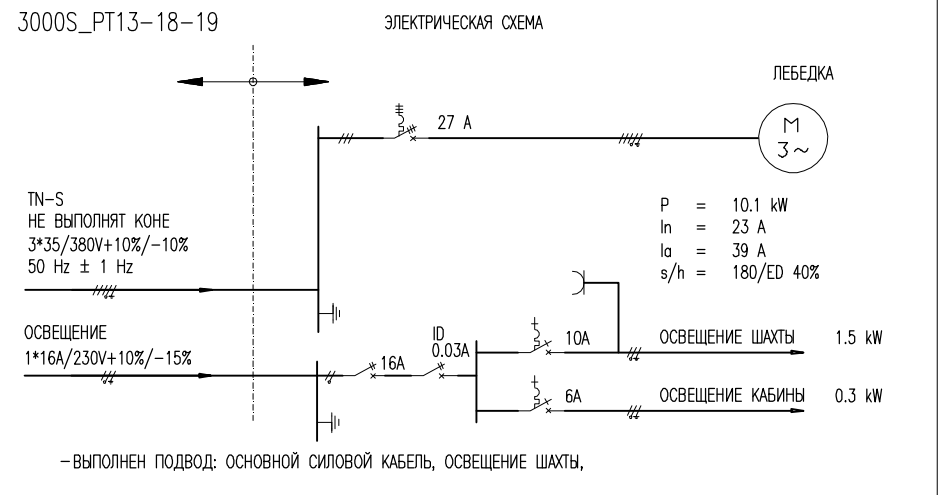 3000S_PT13-18-19
ЭЛЕКТРИЧЕСКАЯ СХЕМА
ЛЕБЕДКА
27 A
M
3~
TN-S
НЕ ВЫПОЛНЯТ КОНЕ
3*35/380V+10%/-10%
50 Hz ± 1 Hz
P = 10.1 kW
In = 23 A
Ia = 39 A
s/h = 180/ED 40%
ОСВЕЩЕНИЕ
1*16A/230V+10%/-15%
16A
ID
0.03A
10A
ОСВЕЩЕНИЕ ШАХТЫ 1.5 kW
6A
ОСВЕЩЕНИЕ КАБИНЫ 0.3 kW
-ВЫПОЛНЕН ПОДВОД: ОСНОВНОЙ СИЛОВОЙ КАБЕЛЬ, ОСВЕЩЕНИЕ ШАХТЫ,